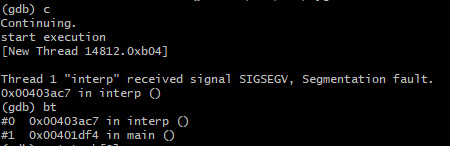 (gdb) c
Continuing.
start execution
[New Thread 14812.0xb04]
Thread 1 "interp" received signal SIGSEGV, Segmentation fault.
0x00403ac7 in interp ()
(gdb) bt
#0  0x00403ac7 in interp ()
#1  0x00401df4 in main ()